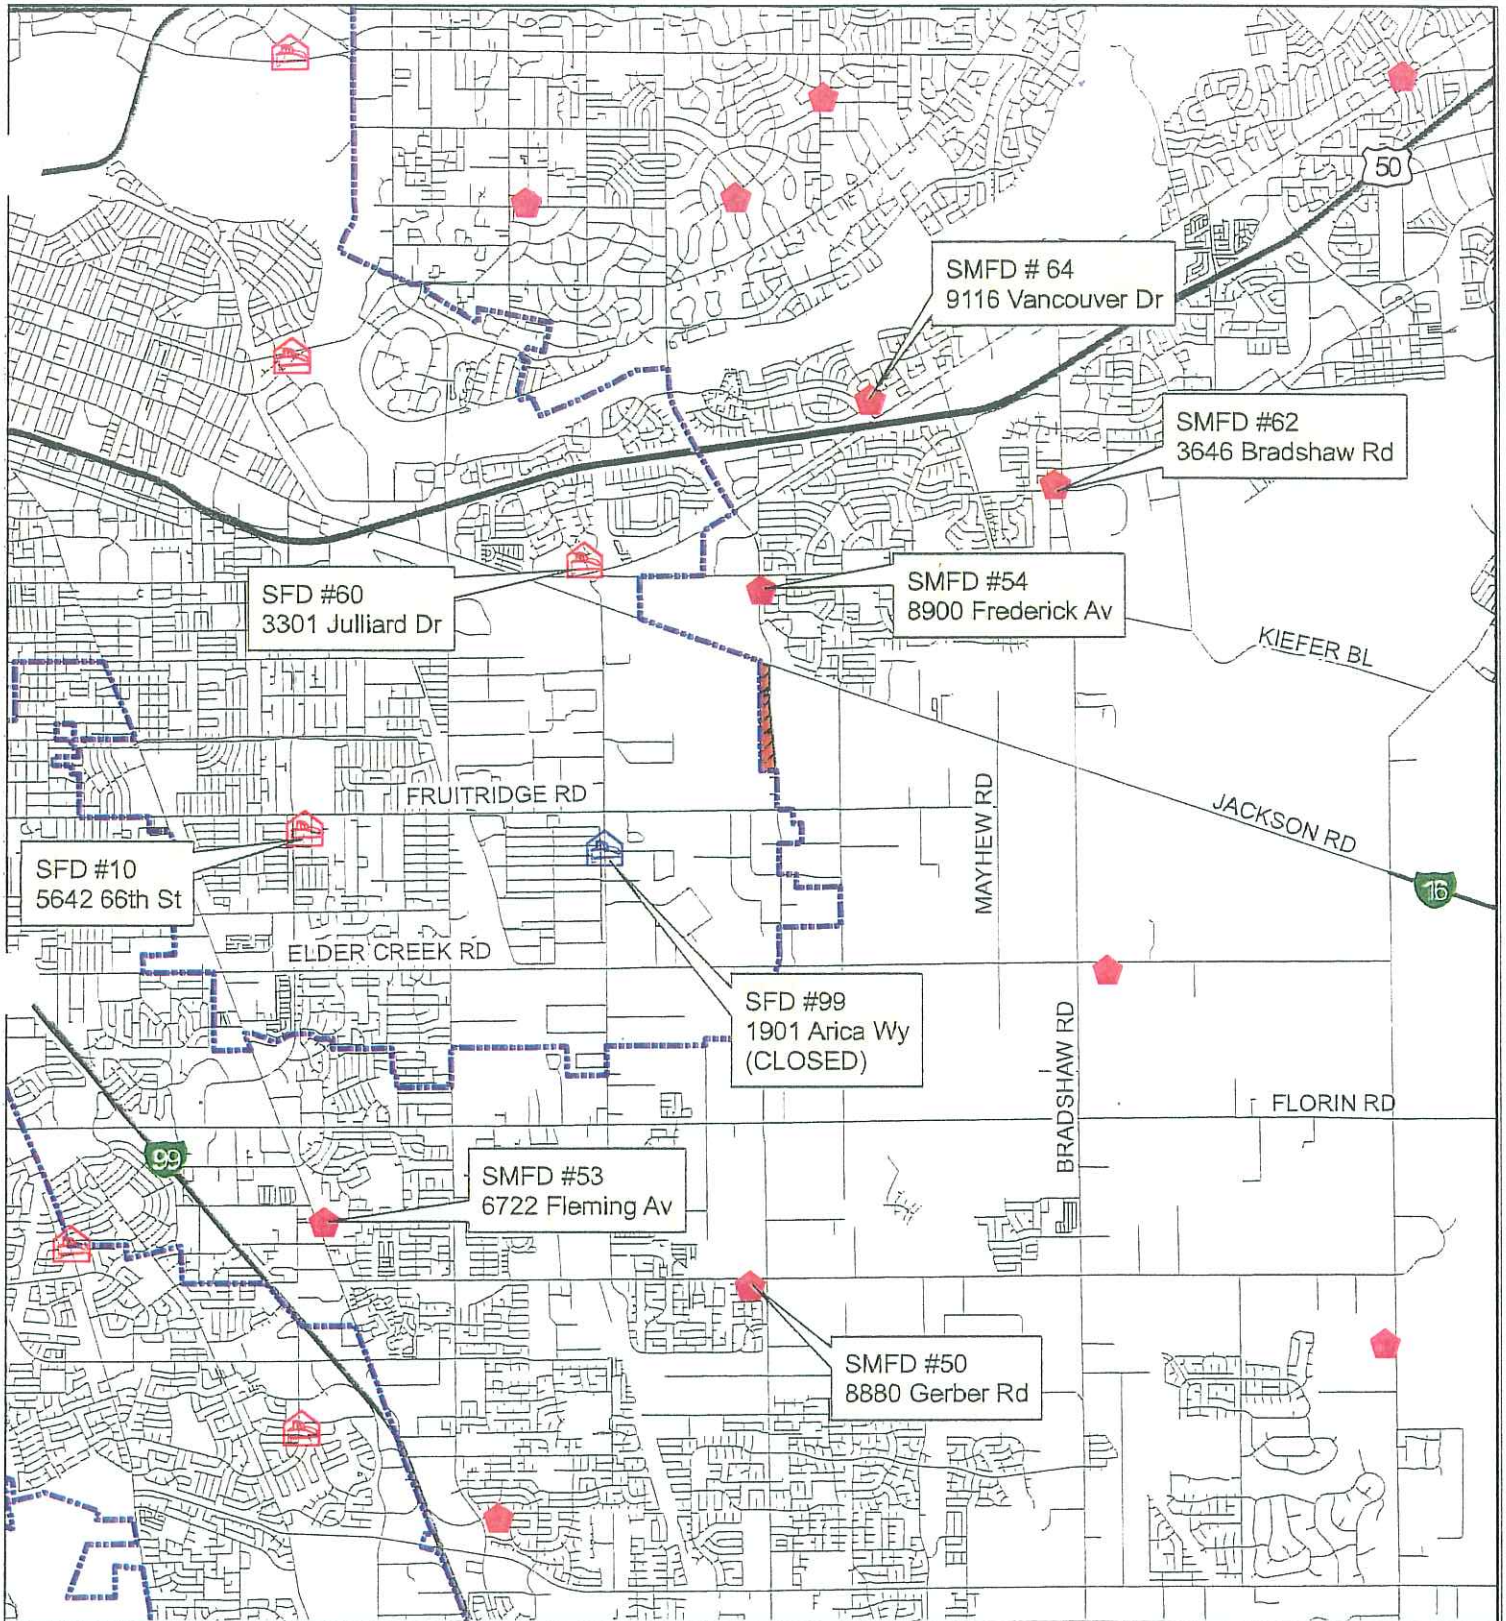 50
SMFD # 64
9116 Vancouver Dr
SMFD #62
3646 Bradshaw Rd
SFD #60
3301 Julliard Dr
SMFD #54
8900 Frederick Av
KIEFER BL
FRUITRIDGE RD
MAYHEW RD
JACKSON RD
SFD #10
5642 66th St
16
ELDER CREEK RD
SFD #99
1901 Arica Wy
(CLOSED)
BRADSHAW RD
FLORIN RD
99
SMFD #53
6722 Fleming Av
SMFD #50
8880 Gerber Rd